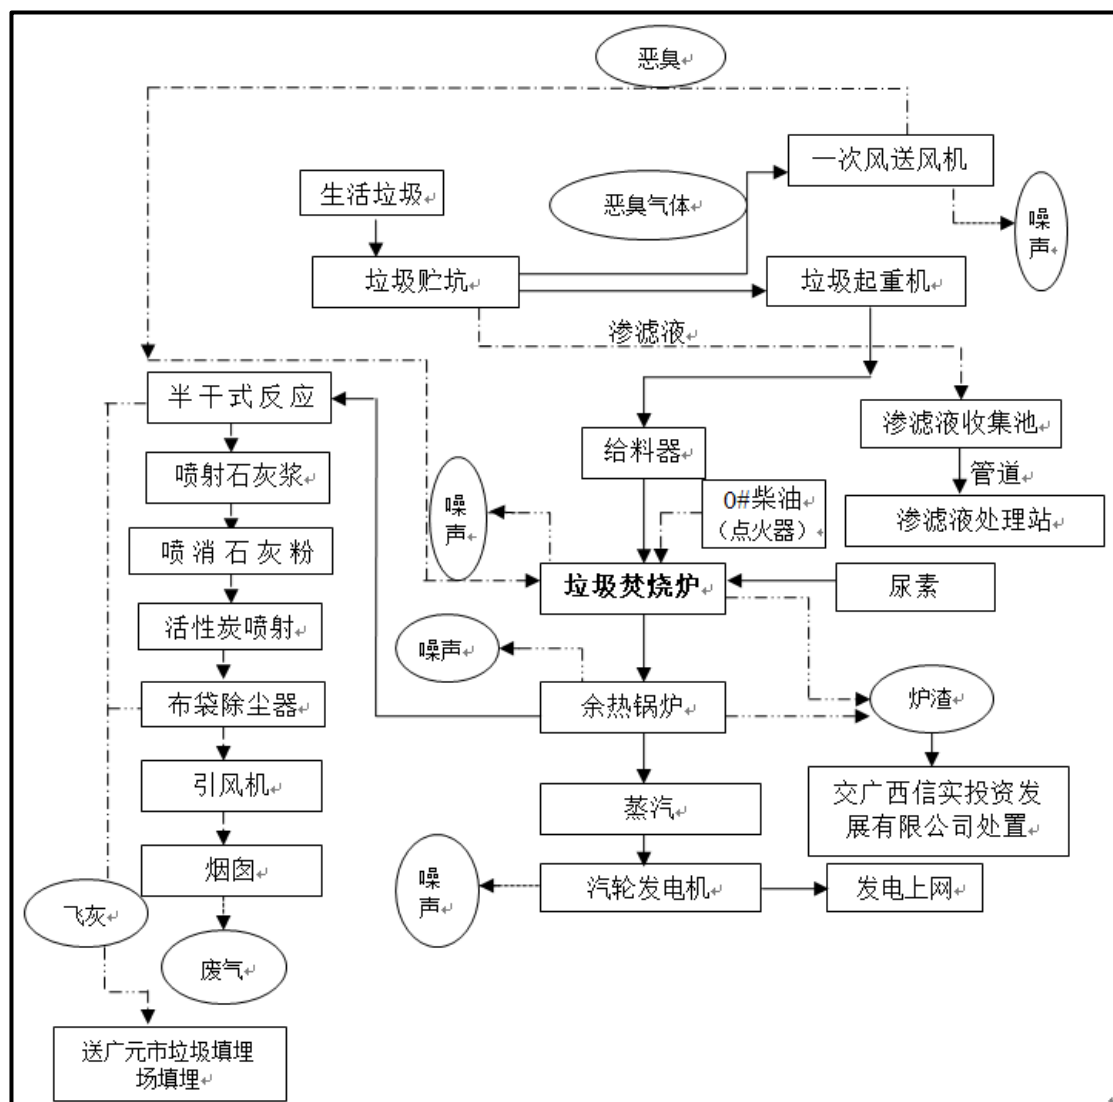 恶臭
一次风送风机
生活垃圾
恶臭气体
噪
声
垃圾贮坑
垃圾起重机
渗滤液
半干式反应
渗滤液收集池
给料器
管道
喷射石灰浆
噪
声
0#柴油
（点火器）
渗滤液处理站
喷消石灰粉
垃圾焚烧炉
尿素
活性炭喷射
噪声
布袋除尘器
余热锅炉
炉渣
引风机
蒸汽
交广西信实投资发
展有限公司处置
烟囱
噪
声
汽轮发电机
发电上网
飞灰
废气
送广元市垃圾填埋
场填埋